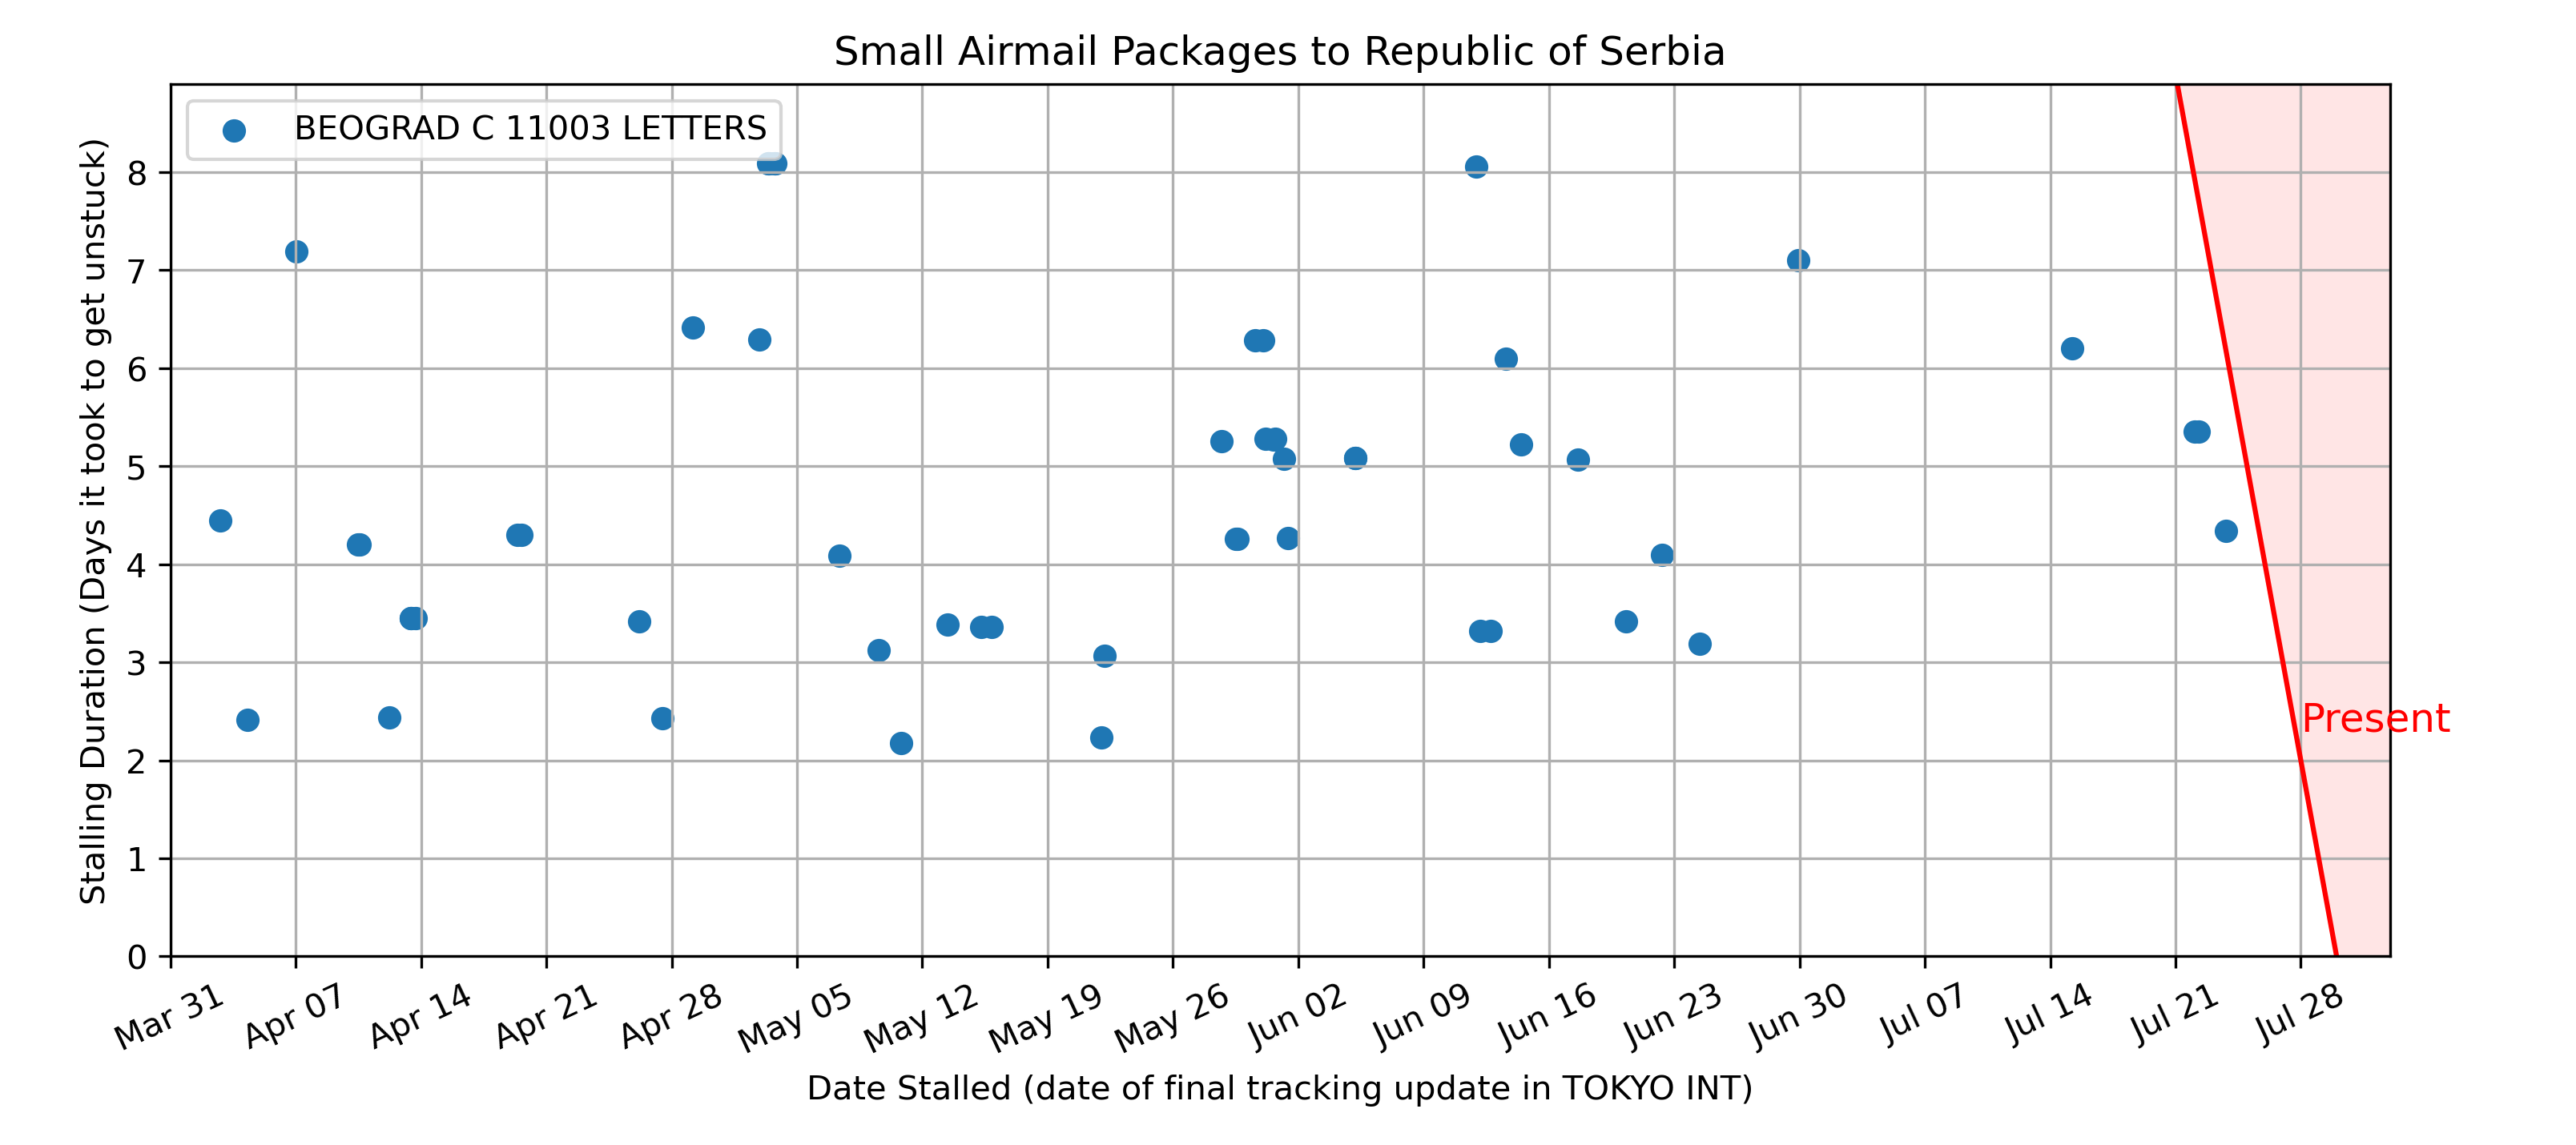 Small Airmail Packages to Republic of Serbia
BEOGRAD C 11003 LETTERS
Stalling Duration (Days it took to get unstuck)
8
7
6
5
4
3
2
1
0
Present
Mar 31
Apr 07
Apr 14
Apr 21
Apr 28
May 05
May 12
May 19
May 26
Jun 02
Jun 09
Jun 16
Jun 23
Jun 30
Jul 07
Jul 14
Jul 21
Jul 28
Date Stalled (date of final tracking update in TOKYO INT)